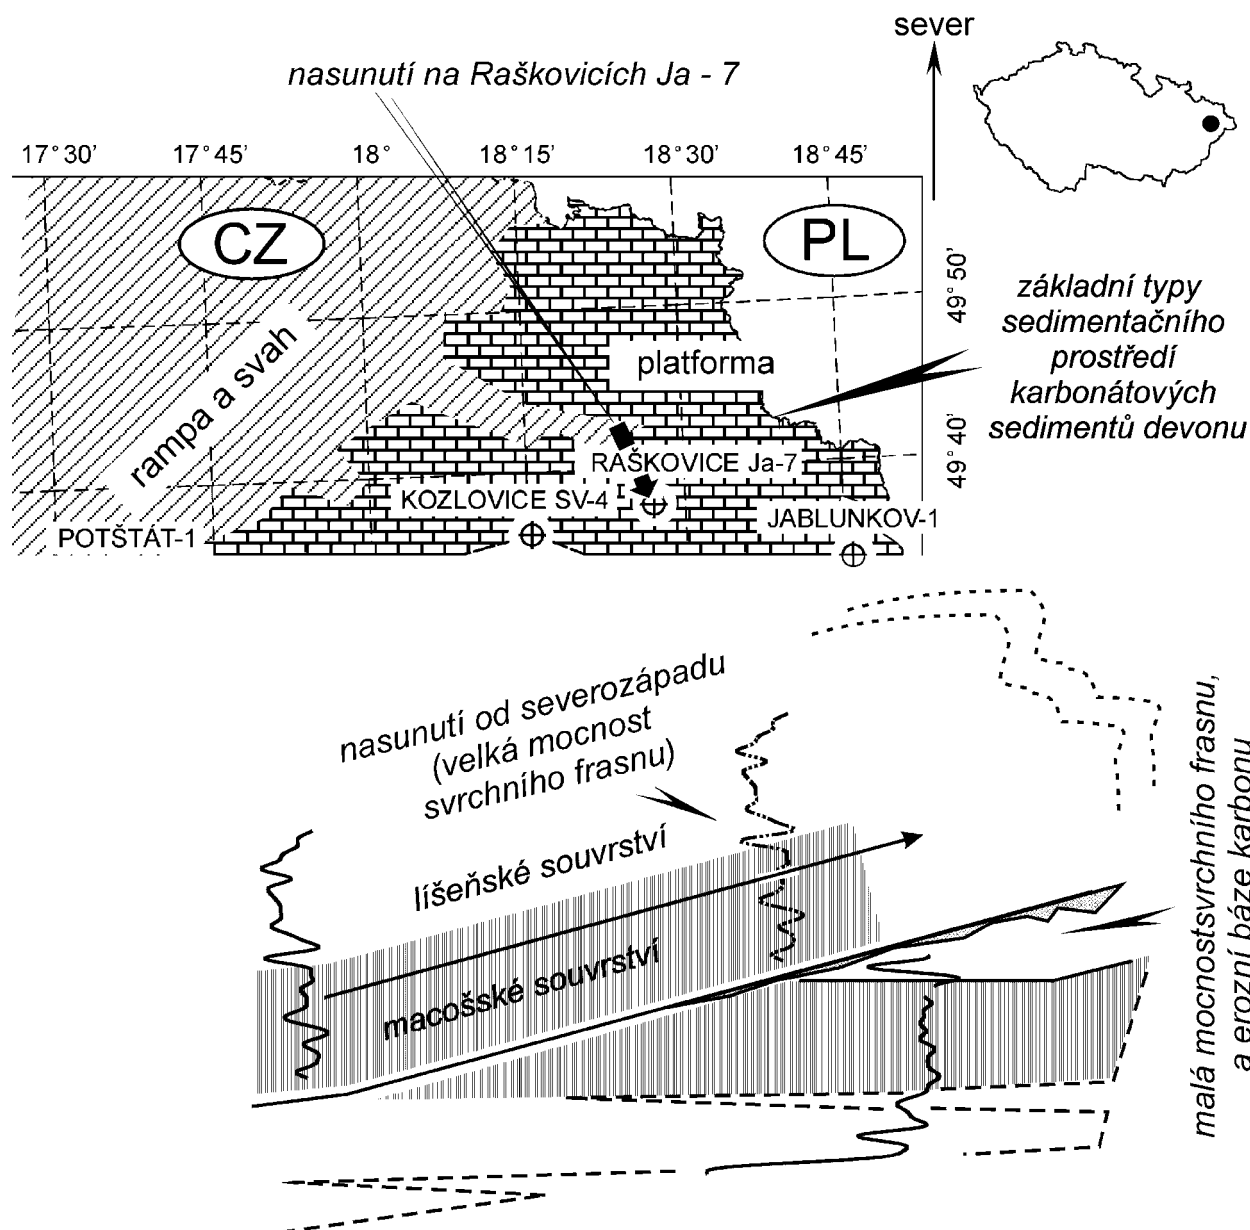 sever
nasunutí na Raškovicích Ja - 7
17°30' 17°45' 18° 18°15' 18°30' 18°45'
CZ
PL
49°50'
49°40'
základní typy
sedimentačního
prostředí
karbonátových
sedimentů devonu
rampa a svah
platforma
RAŠKOVICE Ja-7
KOZLOVICE SV-4
JABLUNKOV-1
POTŠTÁT-1
nasunutí od severozápadu
(velká mocnost
svrchního frasnu)
líšeňské souvrství
macošské souvrství
malá mocnostsvrchního frasnu,
a erozní báze karbonu